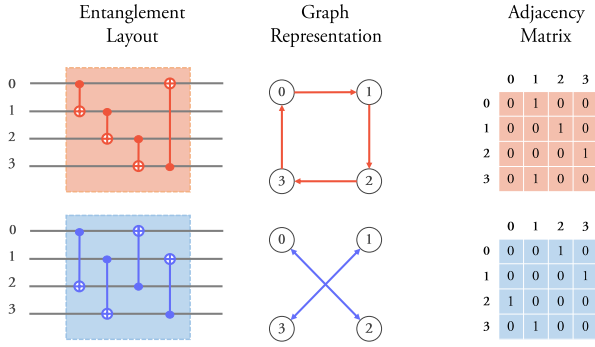 Entanglement Layout
Graph Representation
Adjacency Matrix
0
1
2
3
0 1
3 2
0 1 2 3
0 0 1 0 0
1 0 0 1 0
2 0 0 0 1
3 0 1 0 0
0
1
2
3
0 1
3 2
0 1 2 3
0 0 0 1 0
1 0 0 0 1
2 1 0 0 0
3 0 1 0 0